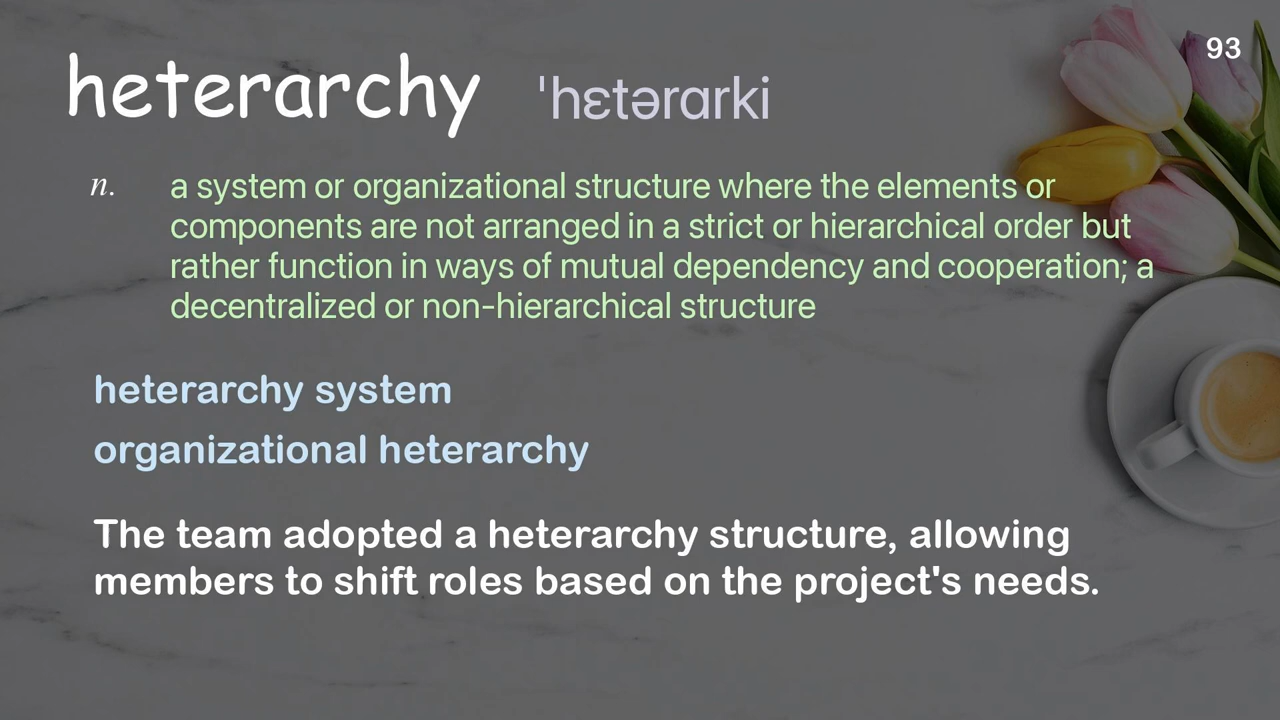 93
heterarchy ˈhɛtərɑrki
n. a system or organizational structure where the elements or
components are not arranged in a strict or hierarchical order but
rather function in ways of mutual dependency and cooperation; a
decentralized or non-hierarchical structure
heterarchy system
organizational heterarchy
The team adopted a heterarchy structure, allowing
members to shift roles based on the project's needs.